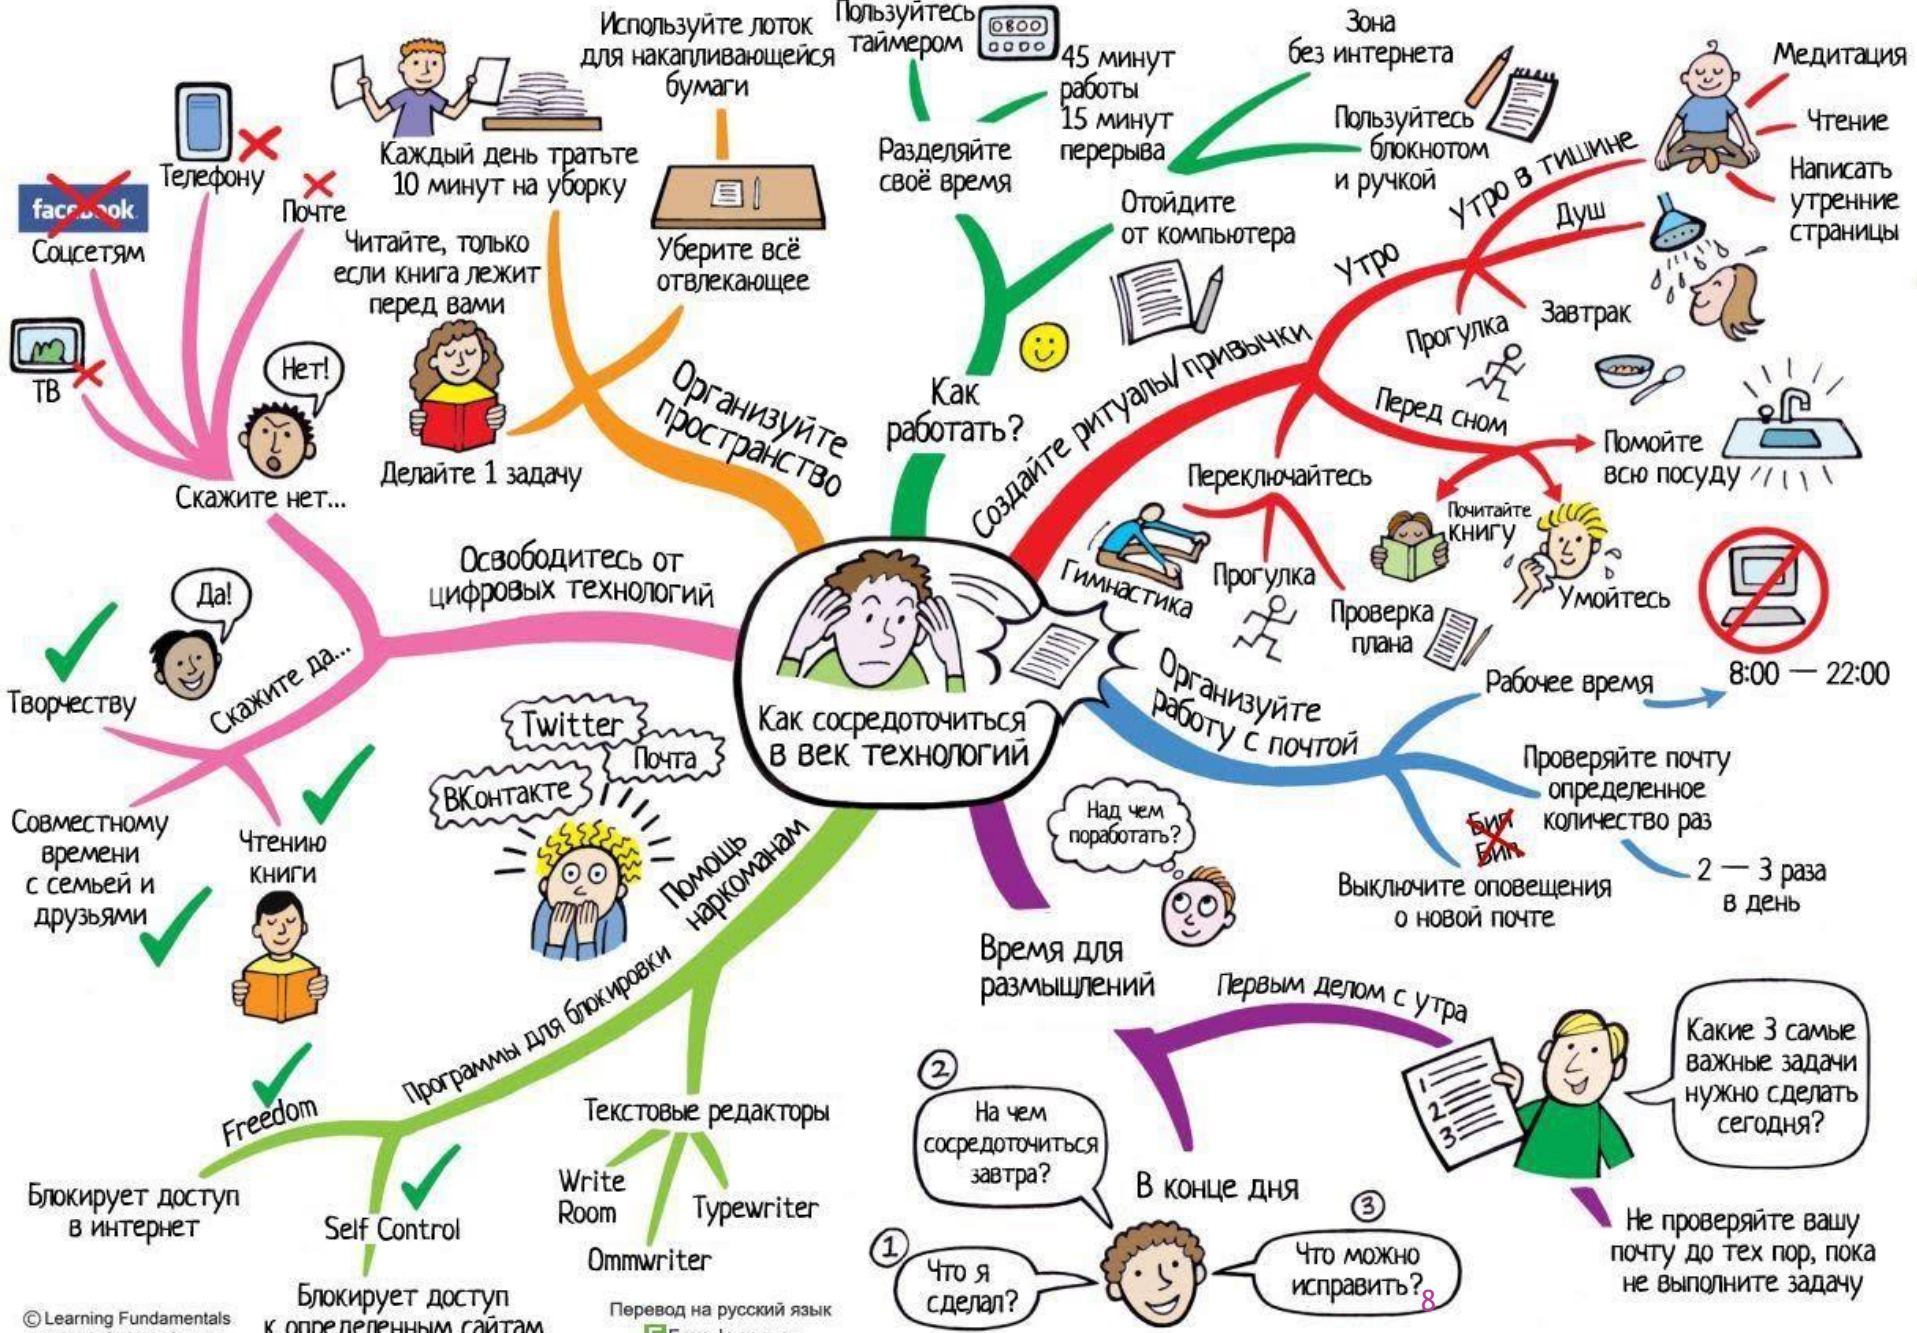 Как сосредоточиться
в век технологий
Создайте ритуалы/привычки
Утро
Утро в тишине
Медитация
Чтение
Написать
утренние
страницы
Душ
Завтрак
Прогулка
Перед сном
Помойте
всю посуду
Почитайте
книгу
Умойтесь
Переключайтесь
Гимнастика
Прогулка
Проверка
плана
Организуйте
работу с почтой
Рабочее время
8:00 — 22:00
Проверяйте почту
определенное
количество раз
2 — 3 раза
в день
Бип
Бип
Выключите оповещения
о новой почте
Время для
размышлений
Над чем
поработать?
Первым делом с утра
1
2
3
Какие 3 самые
важные задачи
нужно сделать
сегодня?
Не проверяйте вашу
почту до тех пор, пока
не выполните задачу
В конце дня
1
Что я
сделал?
2
На чем
сосредоточиться
завтра?
3
Что можно
исправить?
8
Помощь
наркоманам
Twitter
Почта
ВКонтакте
Программы для блокировки
Freedom
Блокирует доступ
в интернет
Self Control
Блокирует доступ
к определенным сайтам
Текстовые редакторы
Write
Room
Ommwriter
Typewriter
Освободитесь от
цифровых технологий
Скажите да...
Да!
Творчеству
Совместному
времени
с семьей и
друзьями
Чтению
книги
Скажите нет...
Нет!
ТВ
facebook
Соцсетям
Телефону
Почте
Организуйте
пространство
Каждый день тратьте
10 минут на уборку
Используйте лоток
для накапливающейся
бумаги
Уберите всё
отвлекающее
Читайте, только
если книга лежит
перед вами
Делайте 1 задачу
Как
работать?
Разделяйте
своё время
Пользуйтесь
таймером
0800
45 минут
работы
15 минут
перерыва
Отойдите
от компьютера
Зона
без интернета
Пользуйтесь
блокнотом
и ручкой
© Learning Fundamentals
Перевод на русский язык